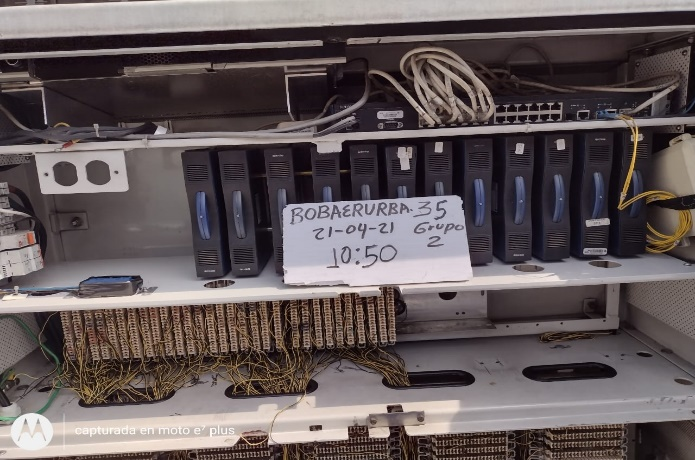 BOBAERURBA-35
21-04-21 Grupo
2
10:50
capturada en moto e⁷ plus